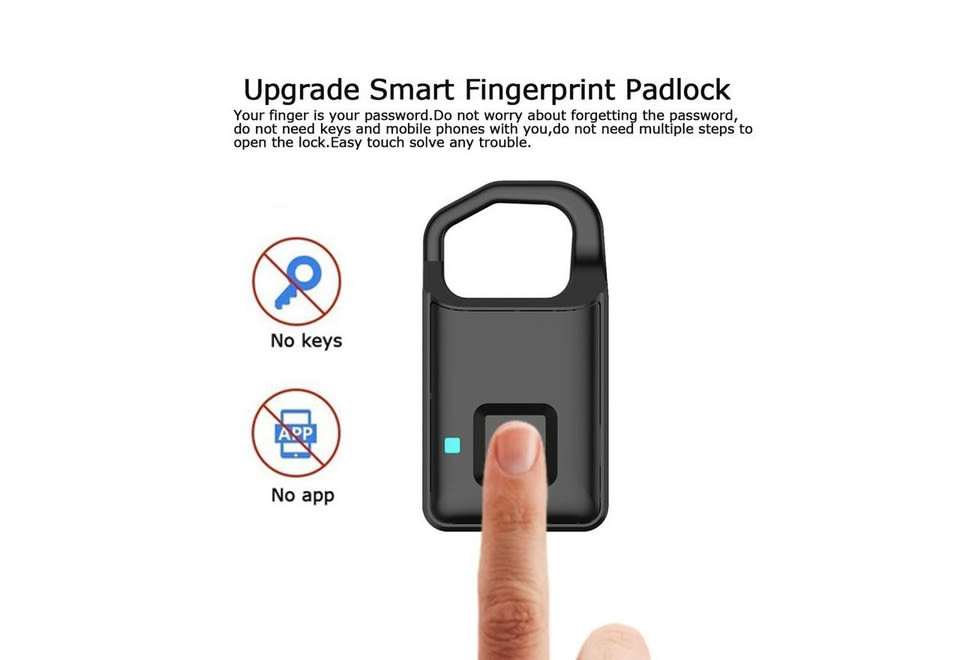 Upgrade Smart Fingerprint Padlock
Your finger is your password.Do not worry about forgetting the password,
do not need keys and mobile phones with you,do not need multiple steps to
open the lock.Easy touch solve any trouble.
No keys
APP
No app